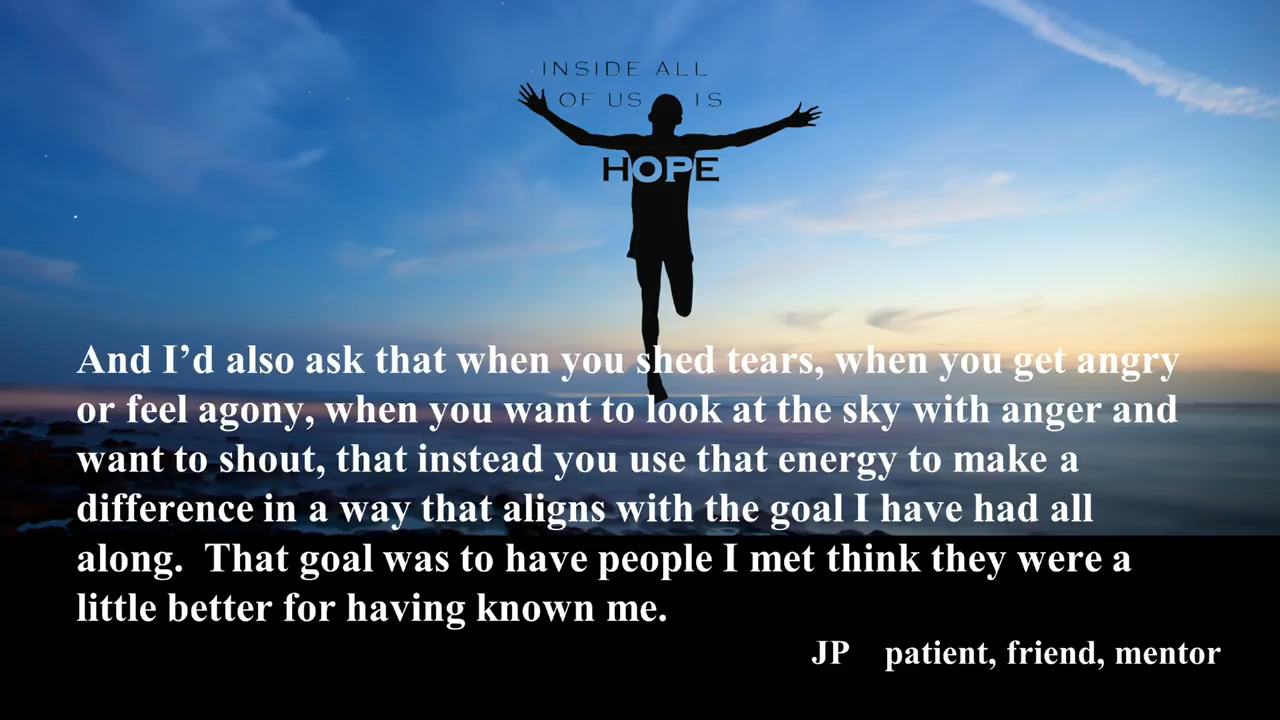 INSIDE ALL
OF US IS
HOPE
And I’d also ask that when you shed tears, when you get angry
or feel agony, when you want to look at the sky with anger and
want to shout, that instead you use that energy to make a
difference in a way that aligns with the goal I have had all
along.  That goal was to have people I met think they were a
little better for having known me.
JP    patient, friend, mentor